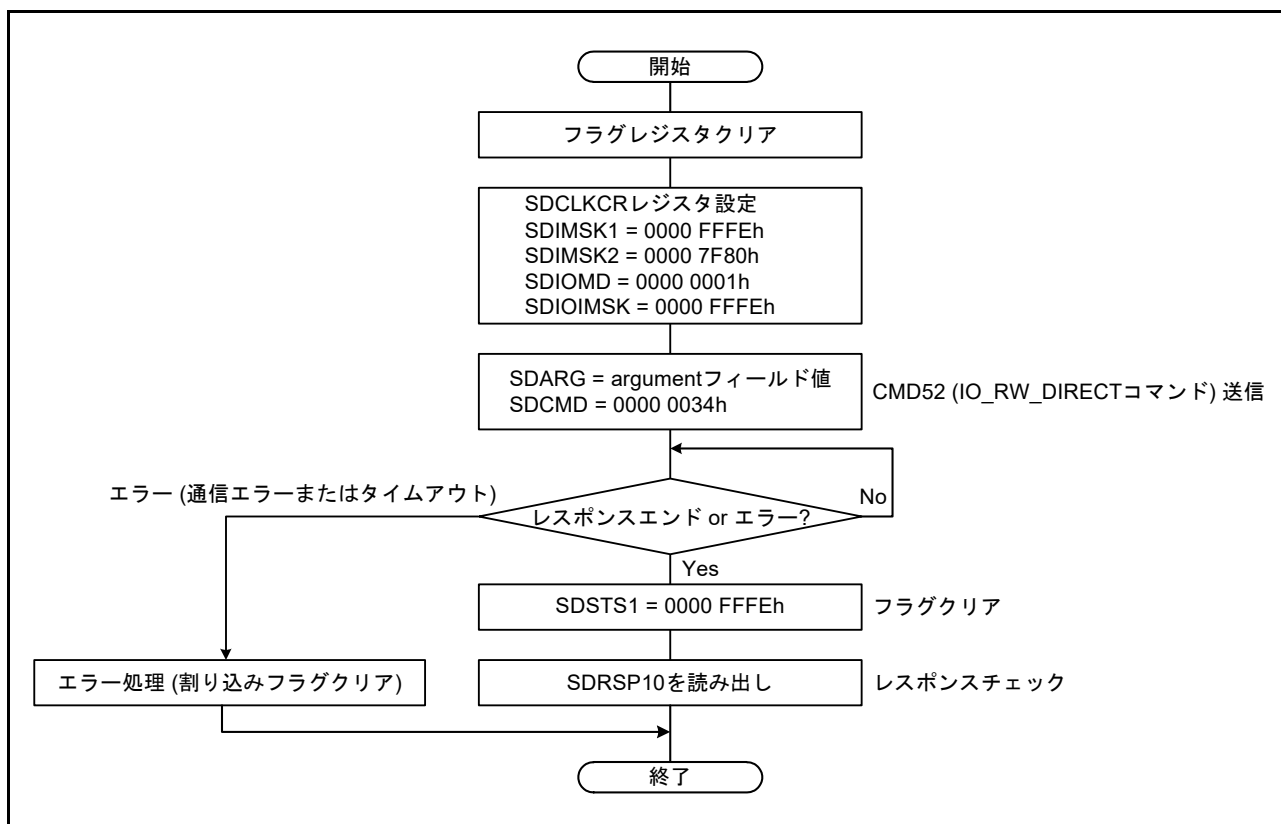 開始
フラグレジスタクリア
SDCLKCRレジスタ設定
SDIMSK1 = 0000 FFFEh
SDIMSK2 = 0000 7F80h
SDIOMD = 0000 0001h
SDIOIMSK = 0000 FFFEh
SDARG = argumentフィールド値
SDCMD = 0000 0034h
CMD52 (IO_RW_DIRECTコマンド) 送信
エラー (通信エラーまたはタイムアウト)
No
レスポンスエンド or エラー?
Yes
SDSTS1 = 0000 FFFEh
フラグクリア
エラー処理 (割り込みフラグクリア)
SDRSP10を読み出し
レスポンスチェック
終了